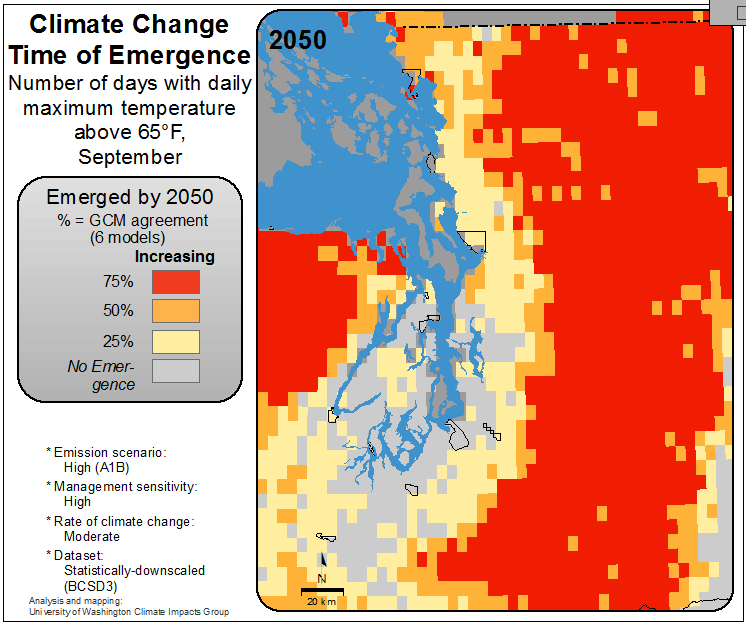 Climate Change
Time of Emergence
Number of days with daily
maximum temperature
above 65°F,
September
Emerged by 2050
% = GCM agreement
(6 models)
Increasing
75%
50%
25%
No Emer-
gence
* Emission scenario:
High (A1B)
* Management sensitivity:
High
* Rate of climate change:
Moderate
* Dataset:
Statistically-downscaled
(BCSD3)
Analysis and mapping:
University of Washington Climate Impacts Group
2050
N
20 km